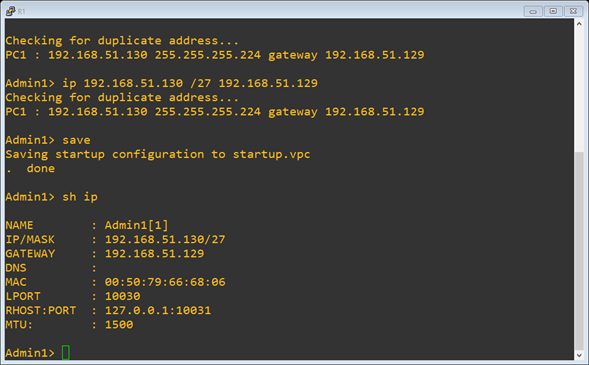 R1
Checking for duplicate address...
PC1 : 192.168.51.130 255.255.255.224 gateway 192.168.51.129
Admin1> ip 192.168.51.130 /27 192.168.51.129
Checking for duplicate address...
PC1 : 192.168.51.130 255.255.255.224 gateway 192.168.51.129
Admin1> save
Saving startup configuration to startup.vpc
.  done
Admin1> sh ip
NAME        : Admin1[1]
IP/MASK     : 192.168.51.130/27
GATEWAY     : 192.168.51.129
DNS         :
MAC         : 00:50:79:66:68:06
LPORT       : 10030
RHOST:PORT  : 127.0.0.1:10031
MTU:        : 1500
Admin1>